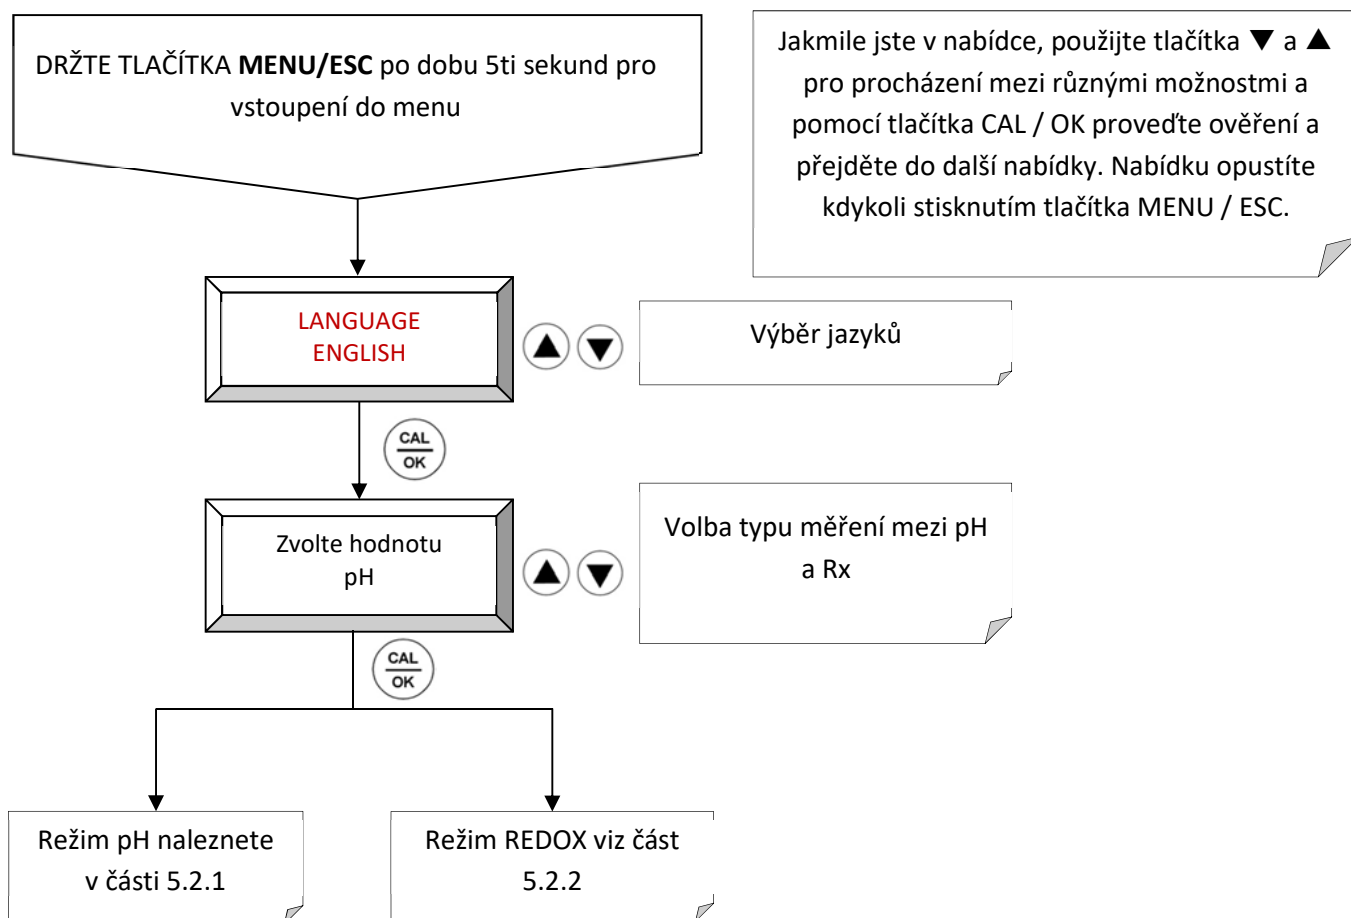 DRŽTE TLAČÍTKA MENU/ESC po dobu 5ti sekund pro
vstoupení do menu
Jakmile jste v nabídce, použijte tlačítka ▼ a ▲
pro procházení mezi různými možnostmi a
pomocí tlačítka CAL / OK proveďte ověření a
přejděte do další nabídky. Nabídku opustíte
kdykoli stisknutím tlačítka MENU / ESC.
LANGUAGE
ENGLISH
Výběr jazyků
CAL
OK
Zvolte hodnotu
pH
Volba typu měření mezi pH
a Rx
CAL
OK
Režim pH naleznete
v části 5.2.1
Režim REDOX viz část
5.2.2